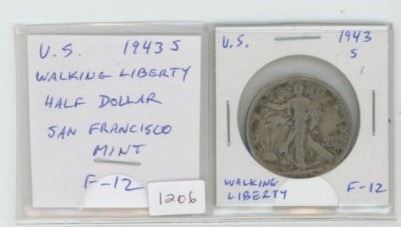 U.S. 1943 S
WALKING LIBERTY
HALF DOLLAR
SAN FRANCISCO
MINT
F-12
1206
U.S. 1943
S
WALKING
LIBERTY F-12